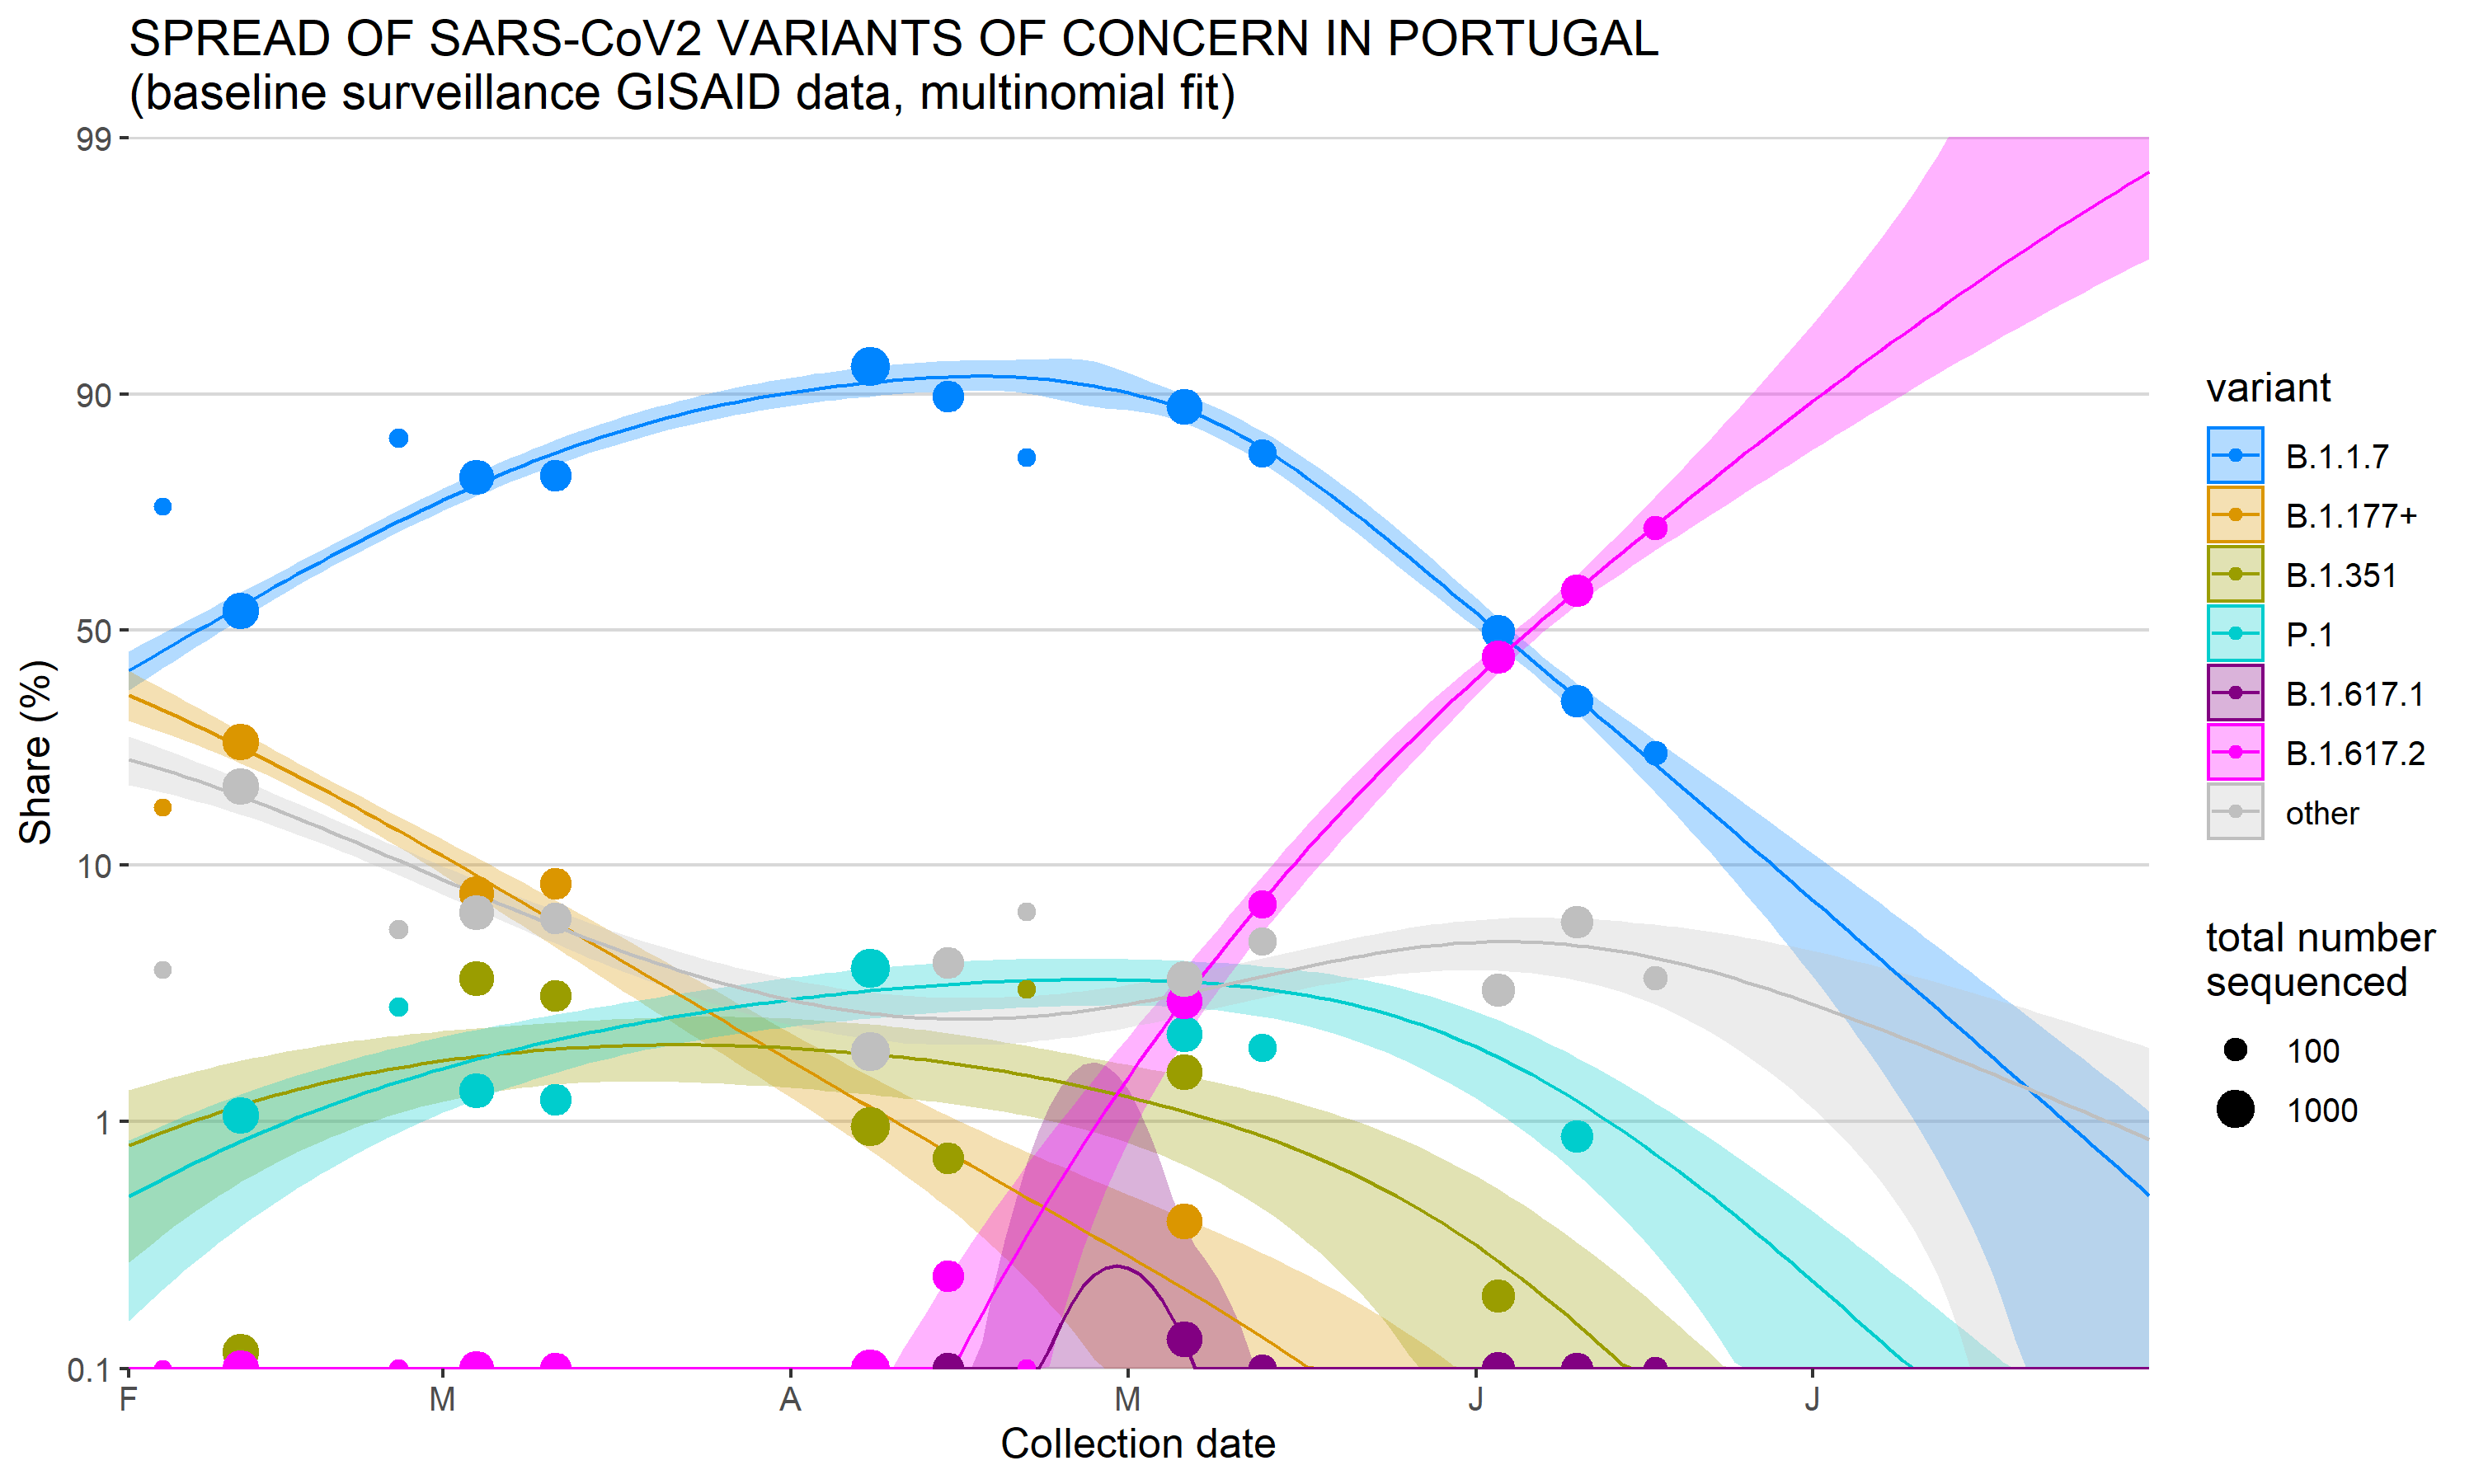 SPREAD OF SARS-CoV2 VARIANTS OF CONCERN IN PORTUGAL
(baseline surveillance GISAID data, multinomial fit)
99
90
50
10
1
0.1
Share (%)
F
M
A
M
J
J
Collection date
variant
B.1.1.7
B.1.177+
B.1.351
P.1
B.1.617.1
B.1.617.2
other
total number
sequenced
100
1000